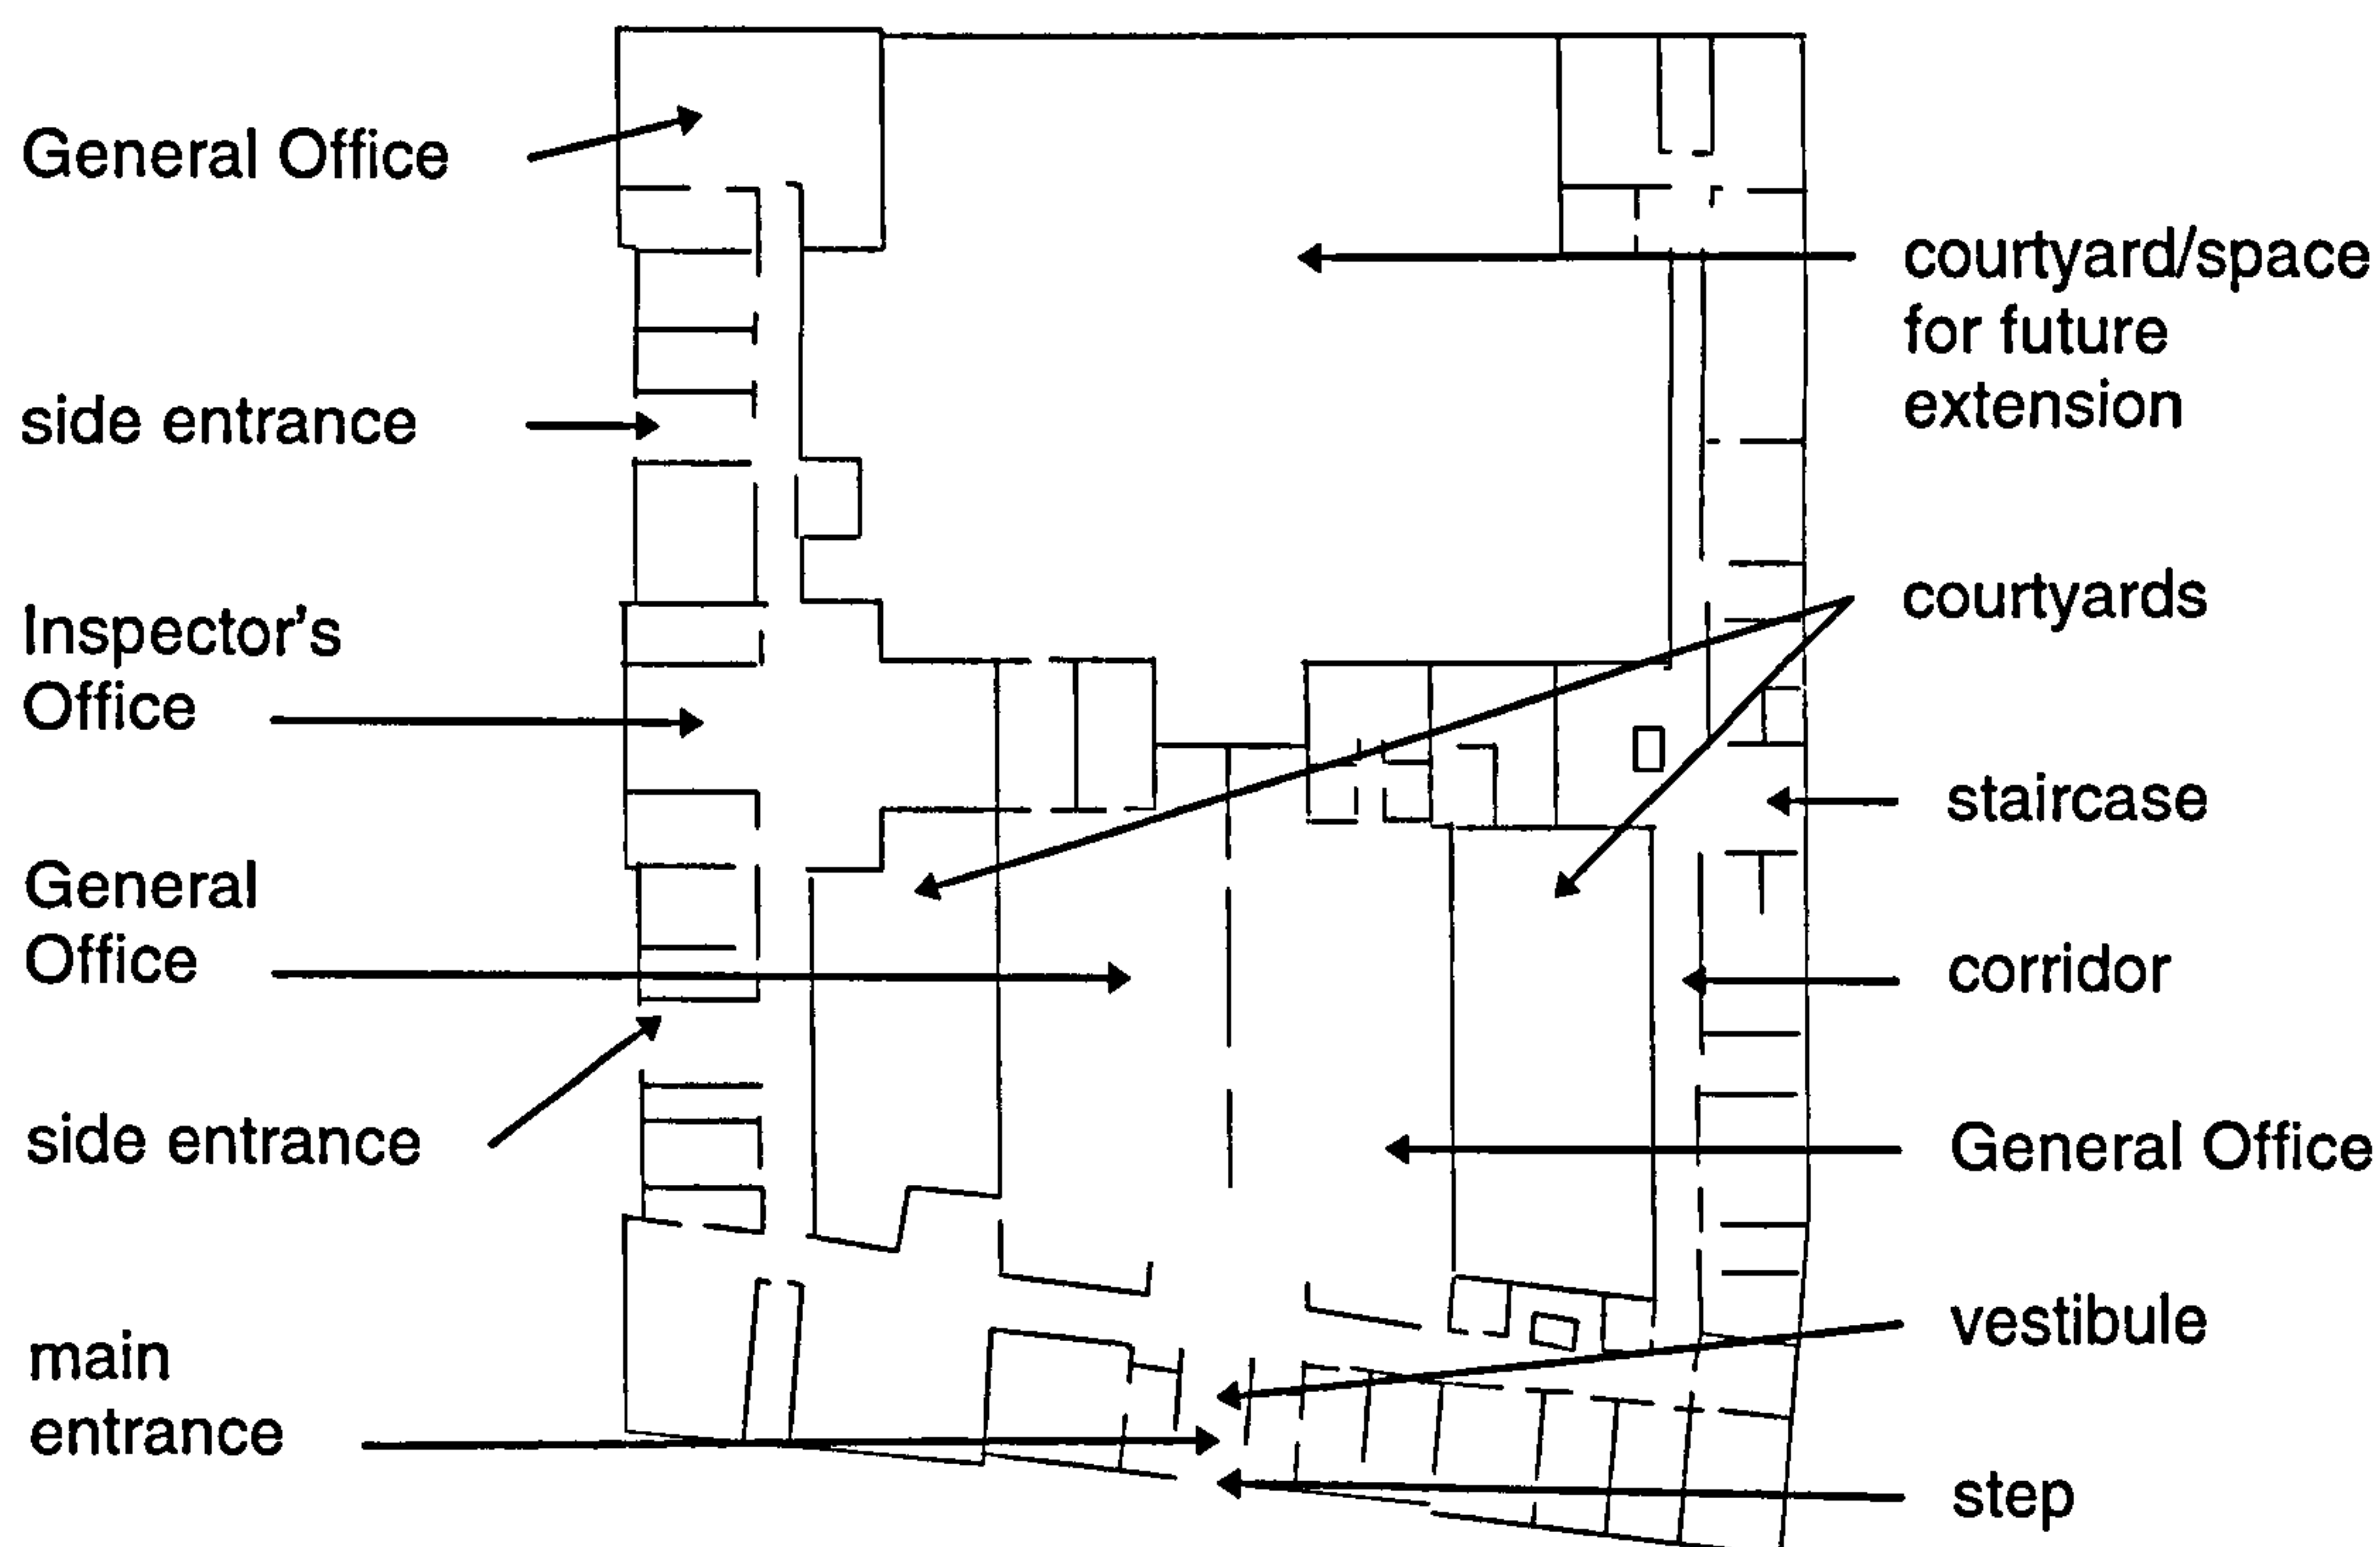 General Office
side entrance
Inspector's
Office
General
Office
side entrance
main
entrance
courtyard/space
for future
extension
courtyards
staircase
corridor
General Office
vestibule
step